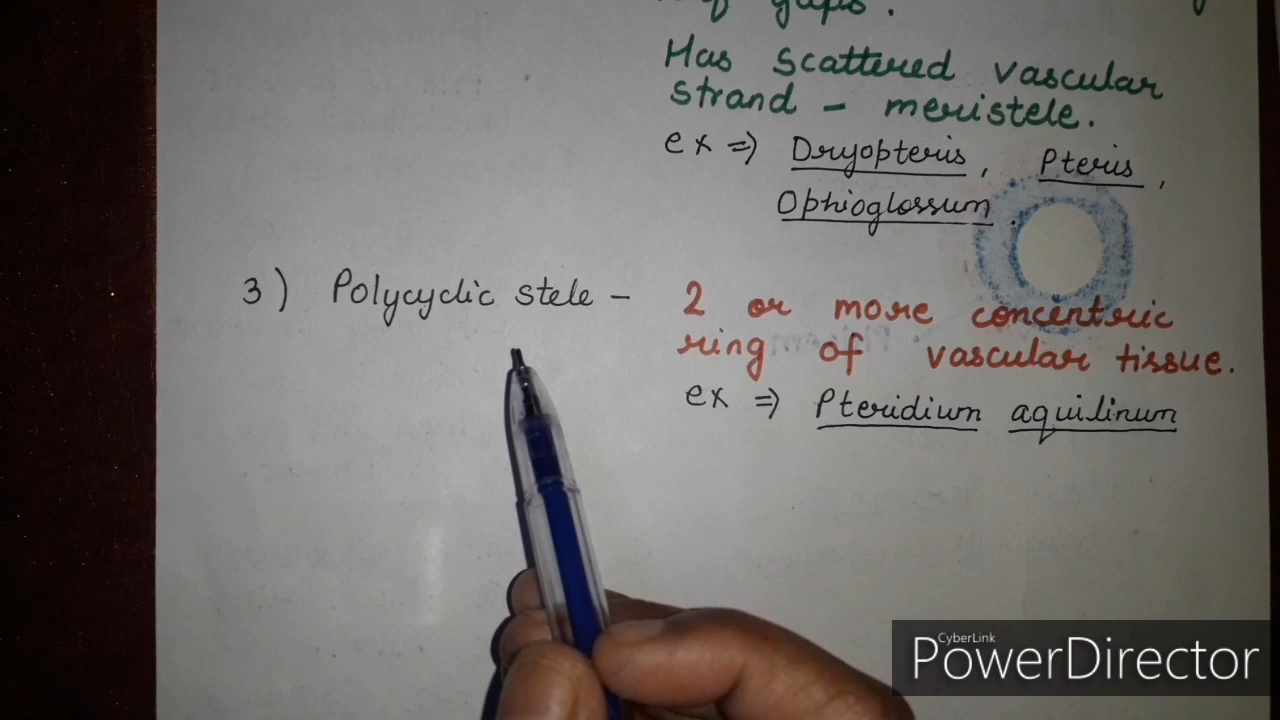 gaps.
Has scattered vascular
strand - meristele.
ex => Dryopteris, Pteris,
Ophioglossum.
3) Polycyclic stele - 2 or more concentric
ring of vascular tissue.
ex => Pteridium aquilinum
CyberLink
PowerDirector